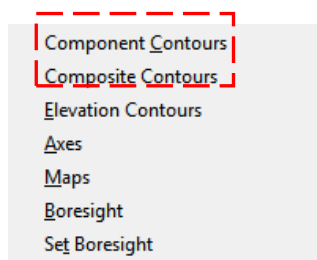 Component Contours
Composite Contours
Elevation Contours
Axes
Maps
Boresight
Set Boresight